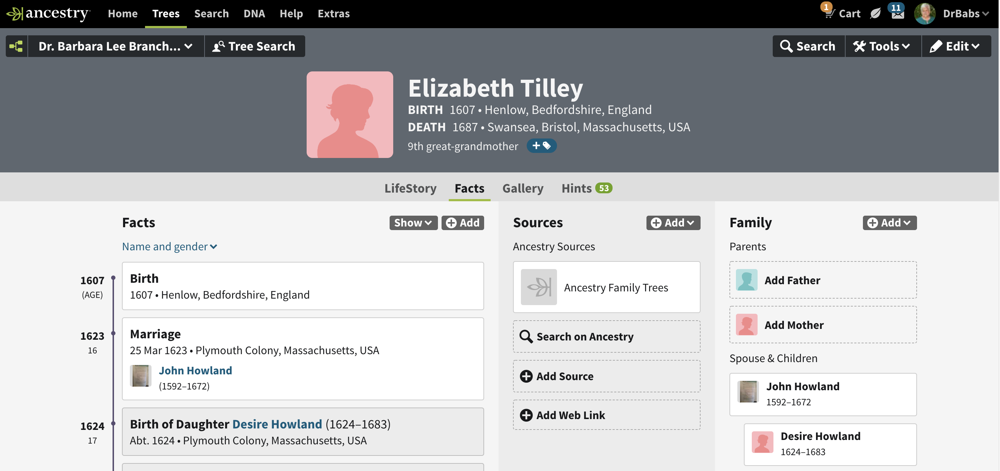 ancestry
Home Trees Search DNA Help Extras
1 Cart 11 DrBabs
Dr. Barbara Lee Branch... Tree Search
Search Tools Edit
Elizabeth Tilley
BIRTH 1607 • Henlow, Bedfordshire, England
DEATH 1687 • Swansea, Bristol, Massachusetts, USA
9th great-grandmother
LifeStory Facts Gallery Hints 53
Facts Show Add
Name and gender
1607
(AGE)
Birth
1607 • Henlow, Bedfordshire, England
1623
16
Marriage
25 Mar 1623 • Plymouth Colony, Massachusetts, USA
John Howland
(1592–1672)
1624
17
Birth of Daughter Desire Howland (1624–1683)
Abt. 1624 • Plymouth Colony, Massachusetts, USA
Sources Add
Ancestry Sources
Ancestry Family Trees
Search on Ancestry
Add Source
Add Web Link
Family Add
Parents
Add Father
Add Mother
Spouse & Children
John Howland
1592–1672
Desire Howland
1624–1683